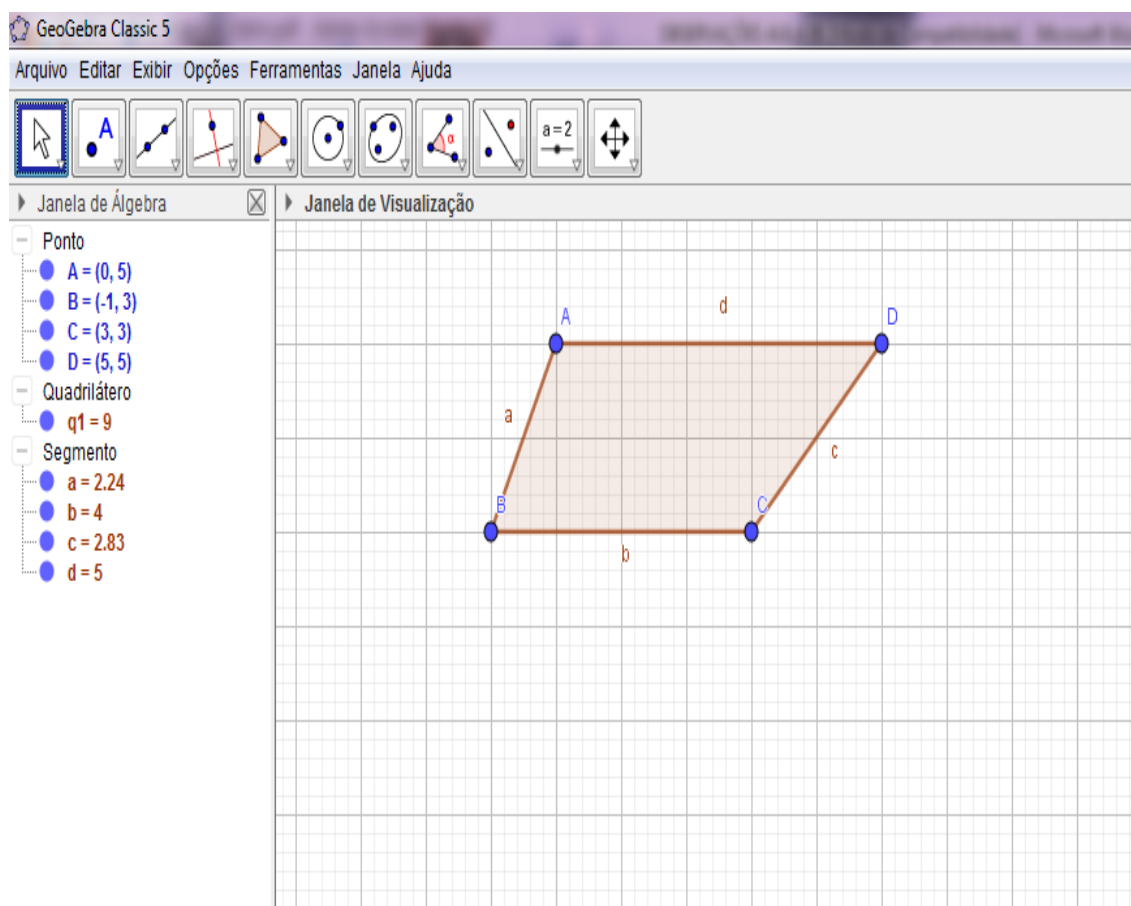 GeoGebra Classic 5
Arquivo Editar Exibir Opções Ferramentas Janela Ajuda
A
α
a = 2
Janela de Álgebra
Janela de Visualização
Ponto
A = (0, 5)
B = (-1, 3)
C = (3, 3)
D = (5, 5)
Quadrilátero
q1 = 9
Segmento
a = 2.24
b = 4
c = 2.83
d = 5
d
A
D
a
c
B
C
b